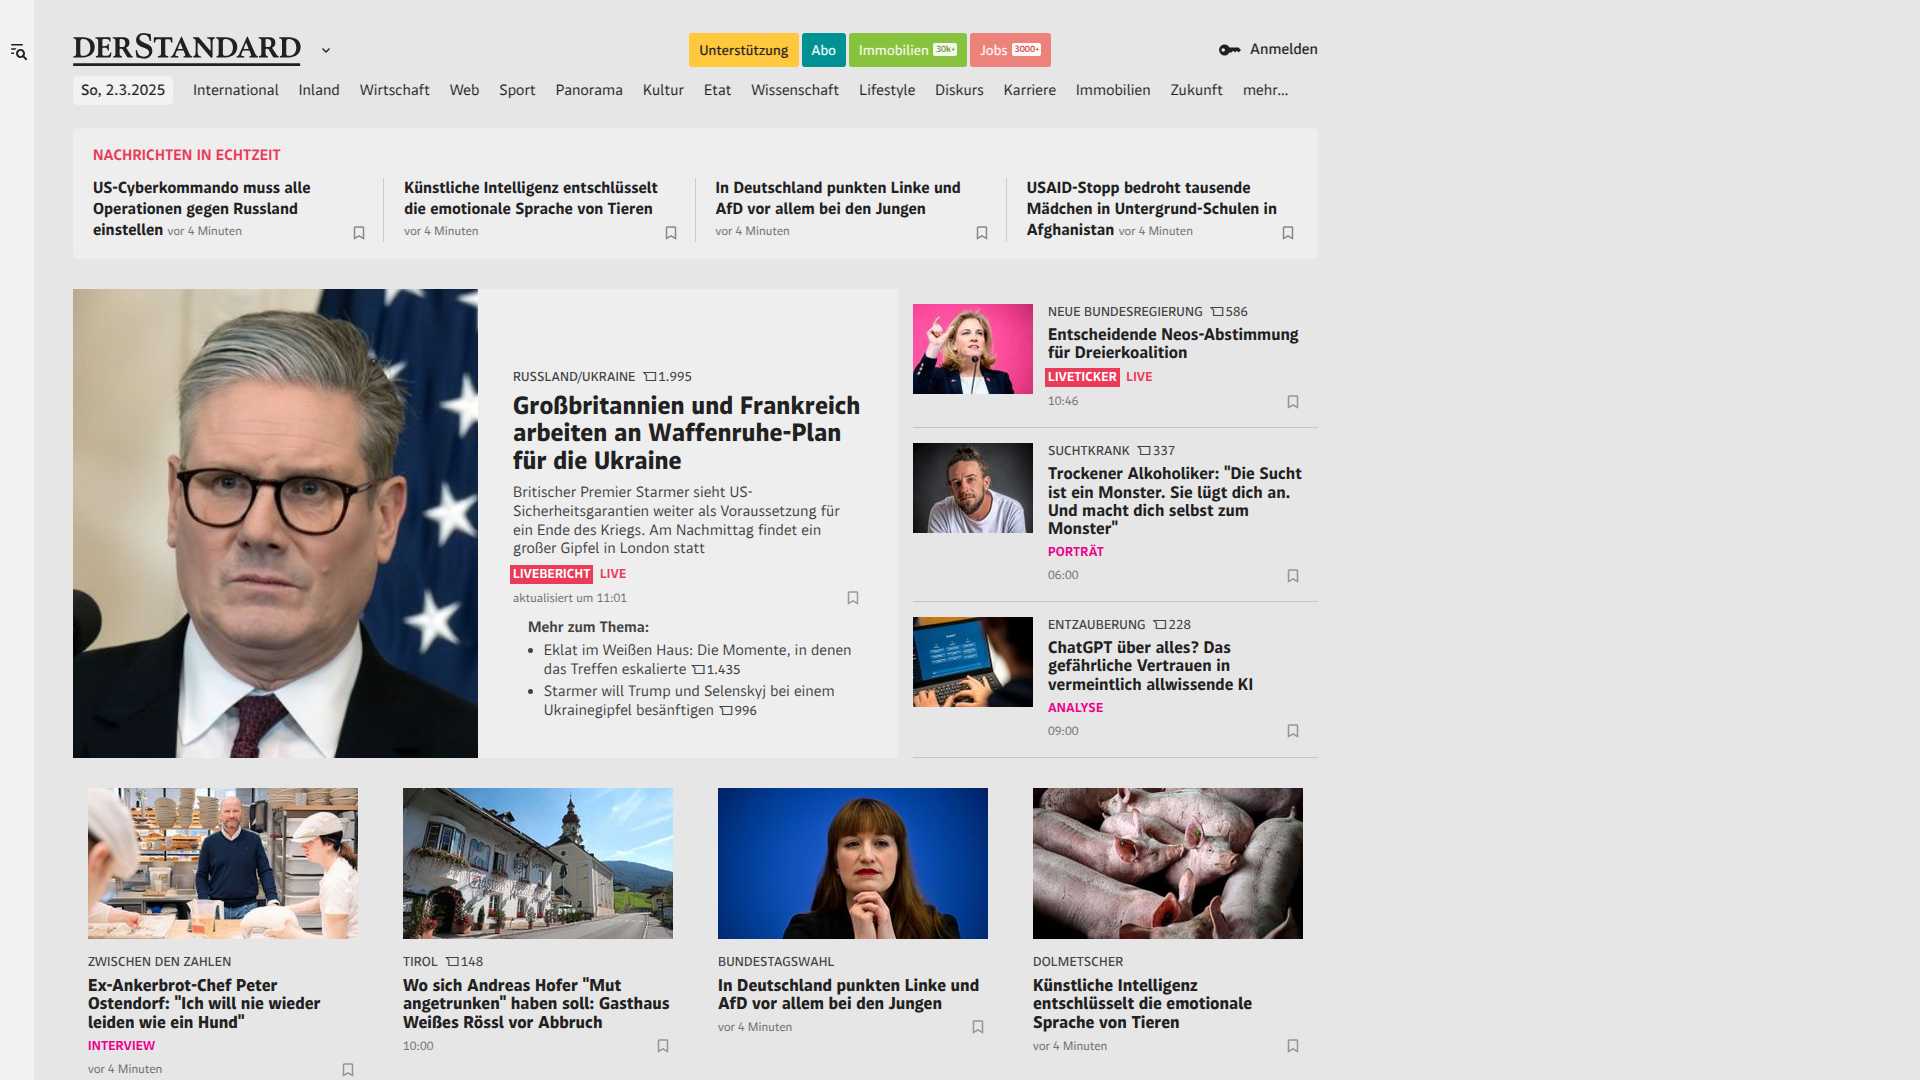 DERSTANDARD
Unterstützung
Abo
Immobilien 30k+
Jobs 3000+
Anmelden
So, 2.3.2025
International
Inland
Wirtschaft
Web
Sport
Panorama
Kultur
Etat
Wissenschaft
Lifestyle
Diskurs
Karriere
Immobilien
Zukunft
mehr...
NACHRICHTEN IN ECHTZEIT
US-Cyberkommando muss alle
Operationen gegen Russland
einstellen vor 4 Minuten
Künstliche Intelligenz entschlüsselt
die emotionale Sprache von Tieren
vor 4 Minuten
In Deutschland punkten Linke und
AfD vor allem bei den Jungen
vor 4 Minuten
USAID-Stopp bedroht tausende
Mädchen in Untergrund-Schulen in
Afghanistan vor 4 Minuten
RUSSLAND/UKRAINE 1.995
Großbritannien und Frankreich
arbeiten an Waffenruhe-Plan
für die Ukraine
Britischer Premier Starmer sieht US-
Sicherheitsgarantien weiter als Voraussetzung für
ein Ende des Kriegs. Am Nachmittag findet ein
großer Gipfel in London statt
LIVEBERICHT LIVE
aktualisiert um 11:01
Mehr zum Thema:
• Eklat im Weißen Haus: Die Momente, in denen
das Treffen eskalierte 1.435
• Starmer will Trump und Selenskyj bei einem
Ukrainegipfel besänftigen 996
NEUE BUNDESREGIERUNG 586
Entscheidende Neos-Abstimmung
für Dreierkoalition
LIVETICKER LIVE
10:46
SUCHTKRANK 337
Trockener Alkoholiker: "Die Sucht
ist ein Monster. Sie lügt dich an.
Und macht dich selbst zum
Monster"
PORTRÄT
06:00
ENTZAUBERUNG 228
ChatGPT über alles? Das
gefährliche Vertrauen in
vermeintlich allwissende KI
ANALYSE
09:00
ZWISCHEN DEN ZAHLEN
Ex-Ankerbrot-Chef Peter
Ostendorf: "Ich will nie wieder
leiden wie ein Hund"
INTERVIEW
vor 4 Minuten
TIROL 148
Wo sich Andreas Hofer "Mut
angetrunken" haben soll: Gasthaus
Weißes Rössl vor Abbruch
10:00
BUNDESTAGSWAHL
In Deutschland punkten Linke und
AfD vor allem bei den Jungen
vor 4 Minuten
DOLMETSCHER
Künstliche Intelligenz
entschlüsselt die emotionale
Sprache von Tieren
vor 4 Minuten